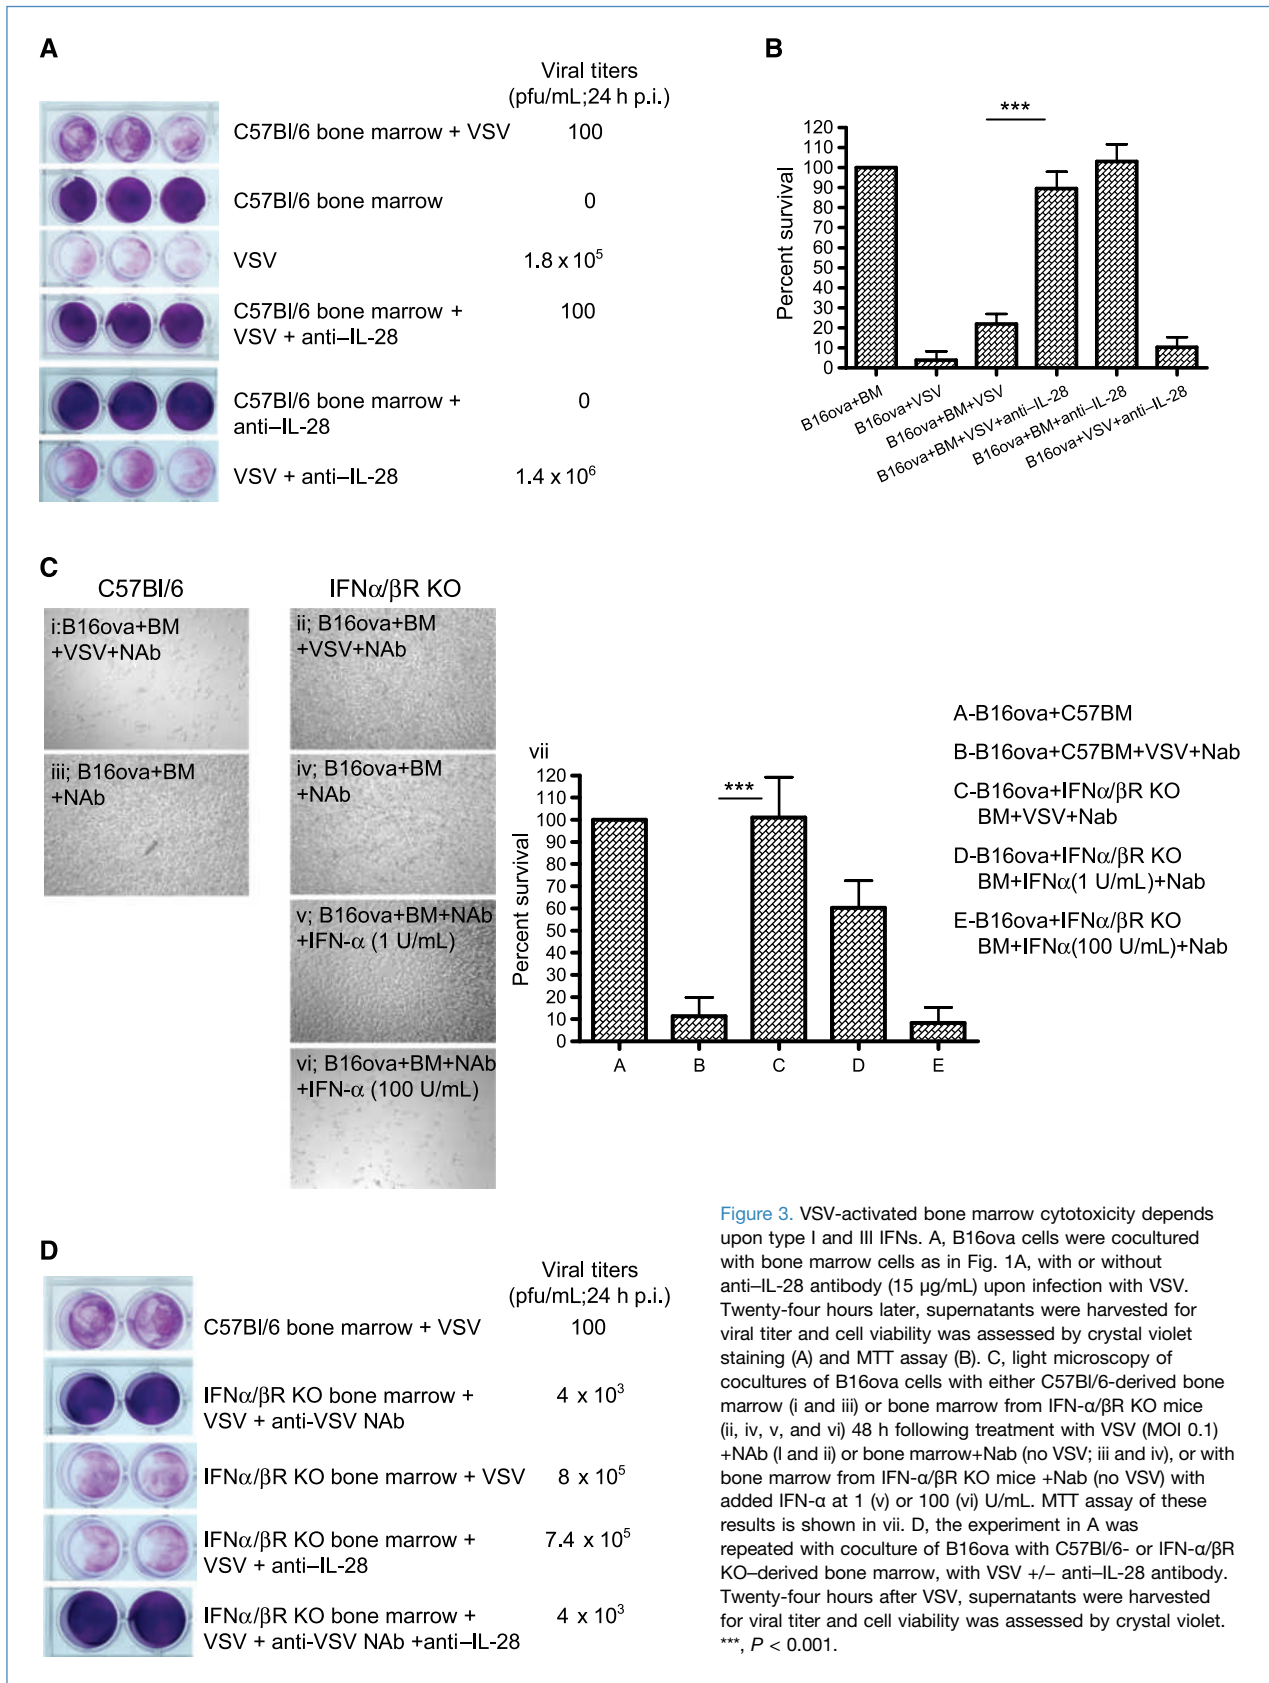 A
Viral titers
(pfu/mL;24 h p.i.)
C57Bl/6 bone marrow + VSV 100
C57Bl/6 bone marrow 0
VSV 1.8 x 10⁵
C57Bl/6 bone marrow + 100
VSV + anti–IL-28
C57Bl/6 bone marrow + 0
anti–IL-28
VSV + anti–IL-28 1.4 x 10⁶
B
***
Percent survival
120
110
100
90
80
70
60
50
40
30
20
10
0
B16ova+BM
B16ova+VSV
B16ova+BM+VSV
B16ova+BM+VSV+anti–IL-28
B16ova+BM+anti–IL-28
B16ova+VSV+anti–IL-28
C
C57Bl/6
i:B16ova+BM
+VSV+NAb
iii; B16ova+BM
+NAb
IFNα/βR KO
ii; B16ova+BM
+VSV+NAb
iv; B16ova+BM
+NAb
v; B16ova+BM+NAb
+IFN-α (1 U/mL)
vi; B16ova+BM+NAb
+IFN-α (100 U/mL)
vii
***
Percent survival
120
110
100
90
80
70
60
50
40
30
20
10
0
A B C D E
A-B16ova+C57BM
B-B16ova+C57BM+VSV+Nab
C-B16ova+IFNα/βR KO
BM+VSV+Nab
D-B16ova+IFNα/βR KO
BM+IFNα(1 U/mL)+Nab
E-B16ova+IFNα/βR KO
BM+IFNα(100 U/mL)+Nab
D
Viral titers
(pfu/mL;24 h p.i.)
C57Bl/6 bone marrow + VSV 100
IFNα/βR KO bone marrow + 4 x 10³
VSV + anti-VSV NAb
IFNα/βR KO bone marrow + VSV 8 x 10⁵
IFNα/βR KO bone marrow + 7.4 x 10⁵
VSV + anti–IL-28
IFNα/βR KO bone marrow + 4 x 10³
VSV + anti-VSV NAb +anti–IL-28
Figure 3. VSV-activated bone marrow cytotoxicity depends
upon type I and III IFNs. A, B16ova cells were cocultured
with bone marrow cells as in Fig. 1A, with or without
anti–IL-28 antibody (15 μg/mL) upon infection with VSV.
Twenty-four hours later, supernatants were harvested for
viral titer and cell viability was assessed by crystal violet
staining (A) and MTT assay (B). C, light microscopy of
cocultures of B16ova cells with either C57Bl/6-derived bone
marrow (i and iii) or bone marrow from IFN-α/βR KO mice
(ii, iv, v, and vi) 48 h following treatment with VSV (MOI 0.1)
+NAb (I and ii) or bone marrow+Nab (no VSV; iii and iv), or with
bone marrow from IFN-α/βR KO mice +Nab (no VSV) with
added IFN-α at 1 (v) or 100 (vi) U/mL. MTT assay of these
results is shown in vii. D, the experiment in A was
repeated with coculture of B16ova with C57Bl/6- or IFN-α/βR
KO–derived bone marrow, with VSV +/– anti–IL-28 antibody.
Twenty-four hours after VSV, supernatants were harvested
for viral titer and cell viability was assessed by crystal violet.
***, P < 0.001.